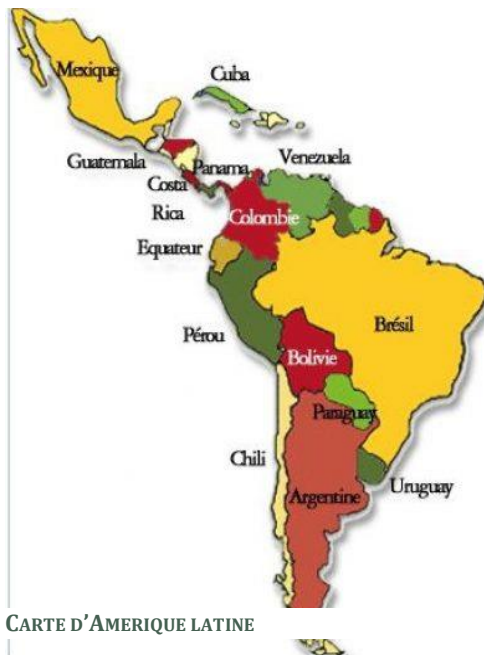 Mexique
Cuba
Guatemala
Panama
Venezuela
Costa
Rica
Colombie
Equateur
Pérou
Brésil
Bolivie
Paraguay
Chili
Argentine
Uruguay
CARTE D'AMERIQUE LATINE